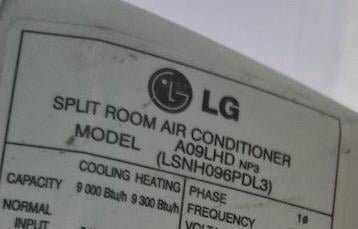 LG
SPLIT ROOM AIR CONDITIONER
MODEL A09LHD NP3
(LSNH096PDL3)
COOLING HEATING
CAPACITY 9 000 Btu/h 9 300 Btu/h
PHASE 1ø
FREQUENCY
NORMAL
INPUT